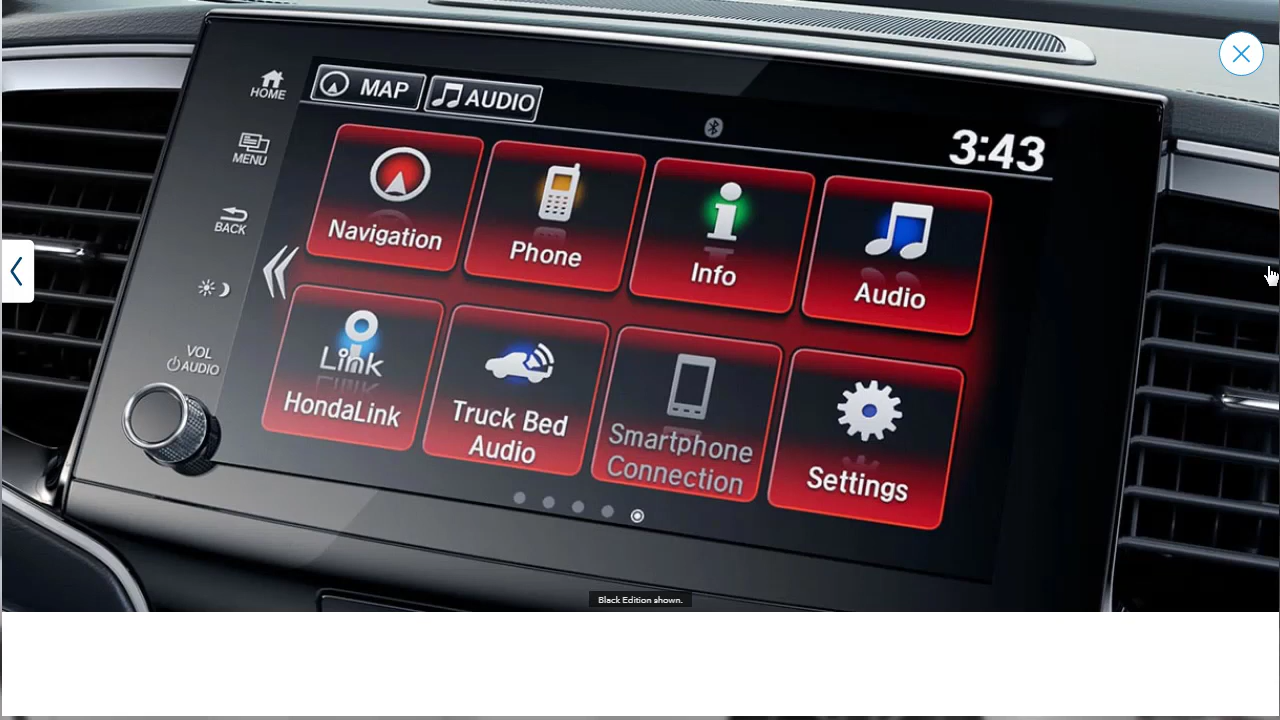 HOME
MAP
AUDIO
3:43
MENU
BACK
VOL
AUDIO
Navigation
Phone
Info
Audio
Link
HondaLink
Truck Bed
Audio
Smartphone
Connection
Settings
Black Edition shown.